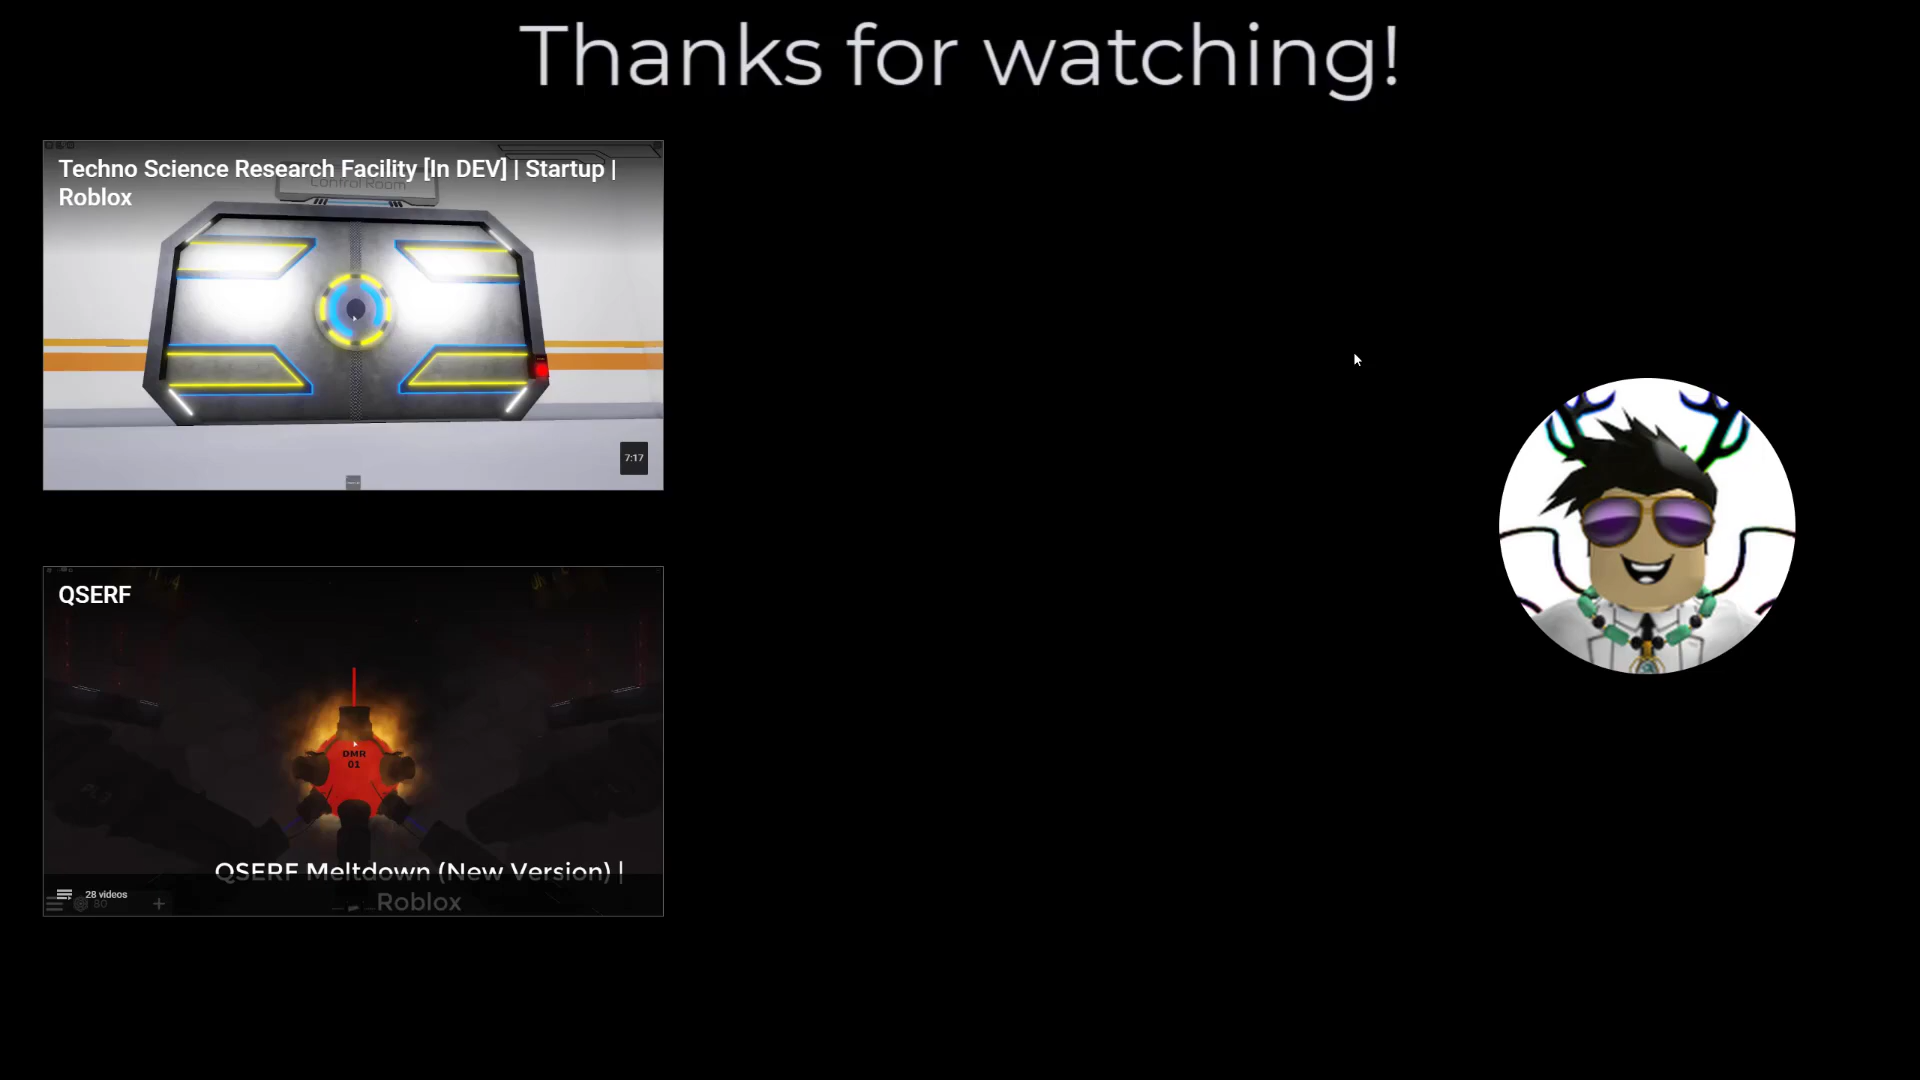 Thanks for watching!
Techno Science Research Facility [In DEV] | Startup |
Roblox
Control Room
7:17
QSERF
DMR
01
QSERF Meltdown (New Version) |
Roblox
28 videos
80